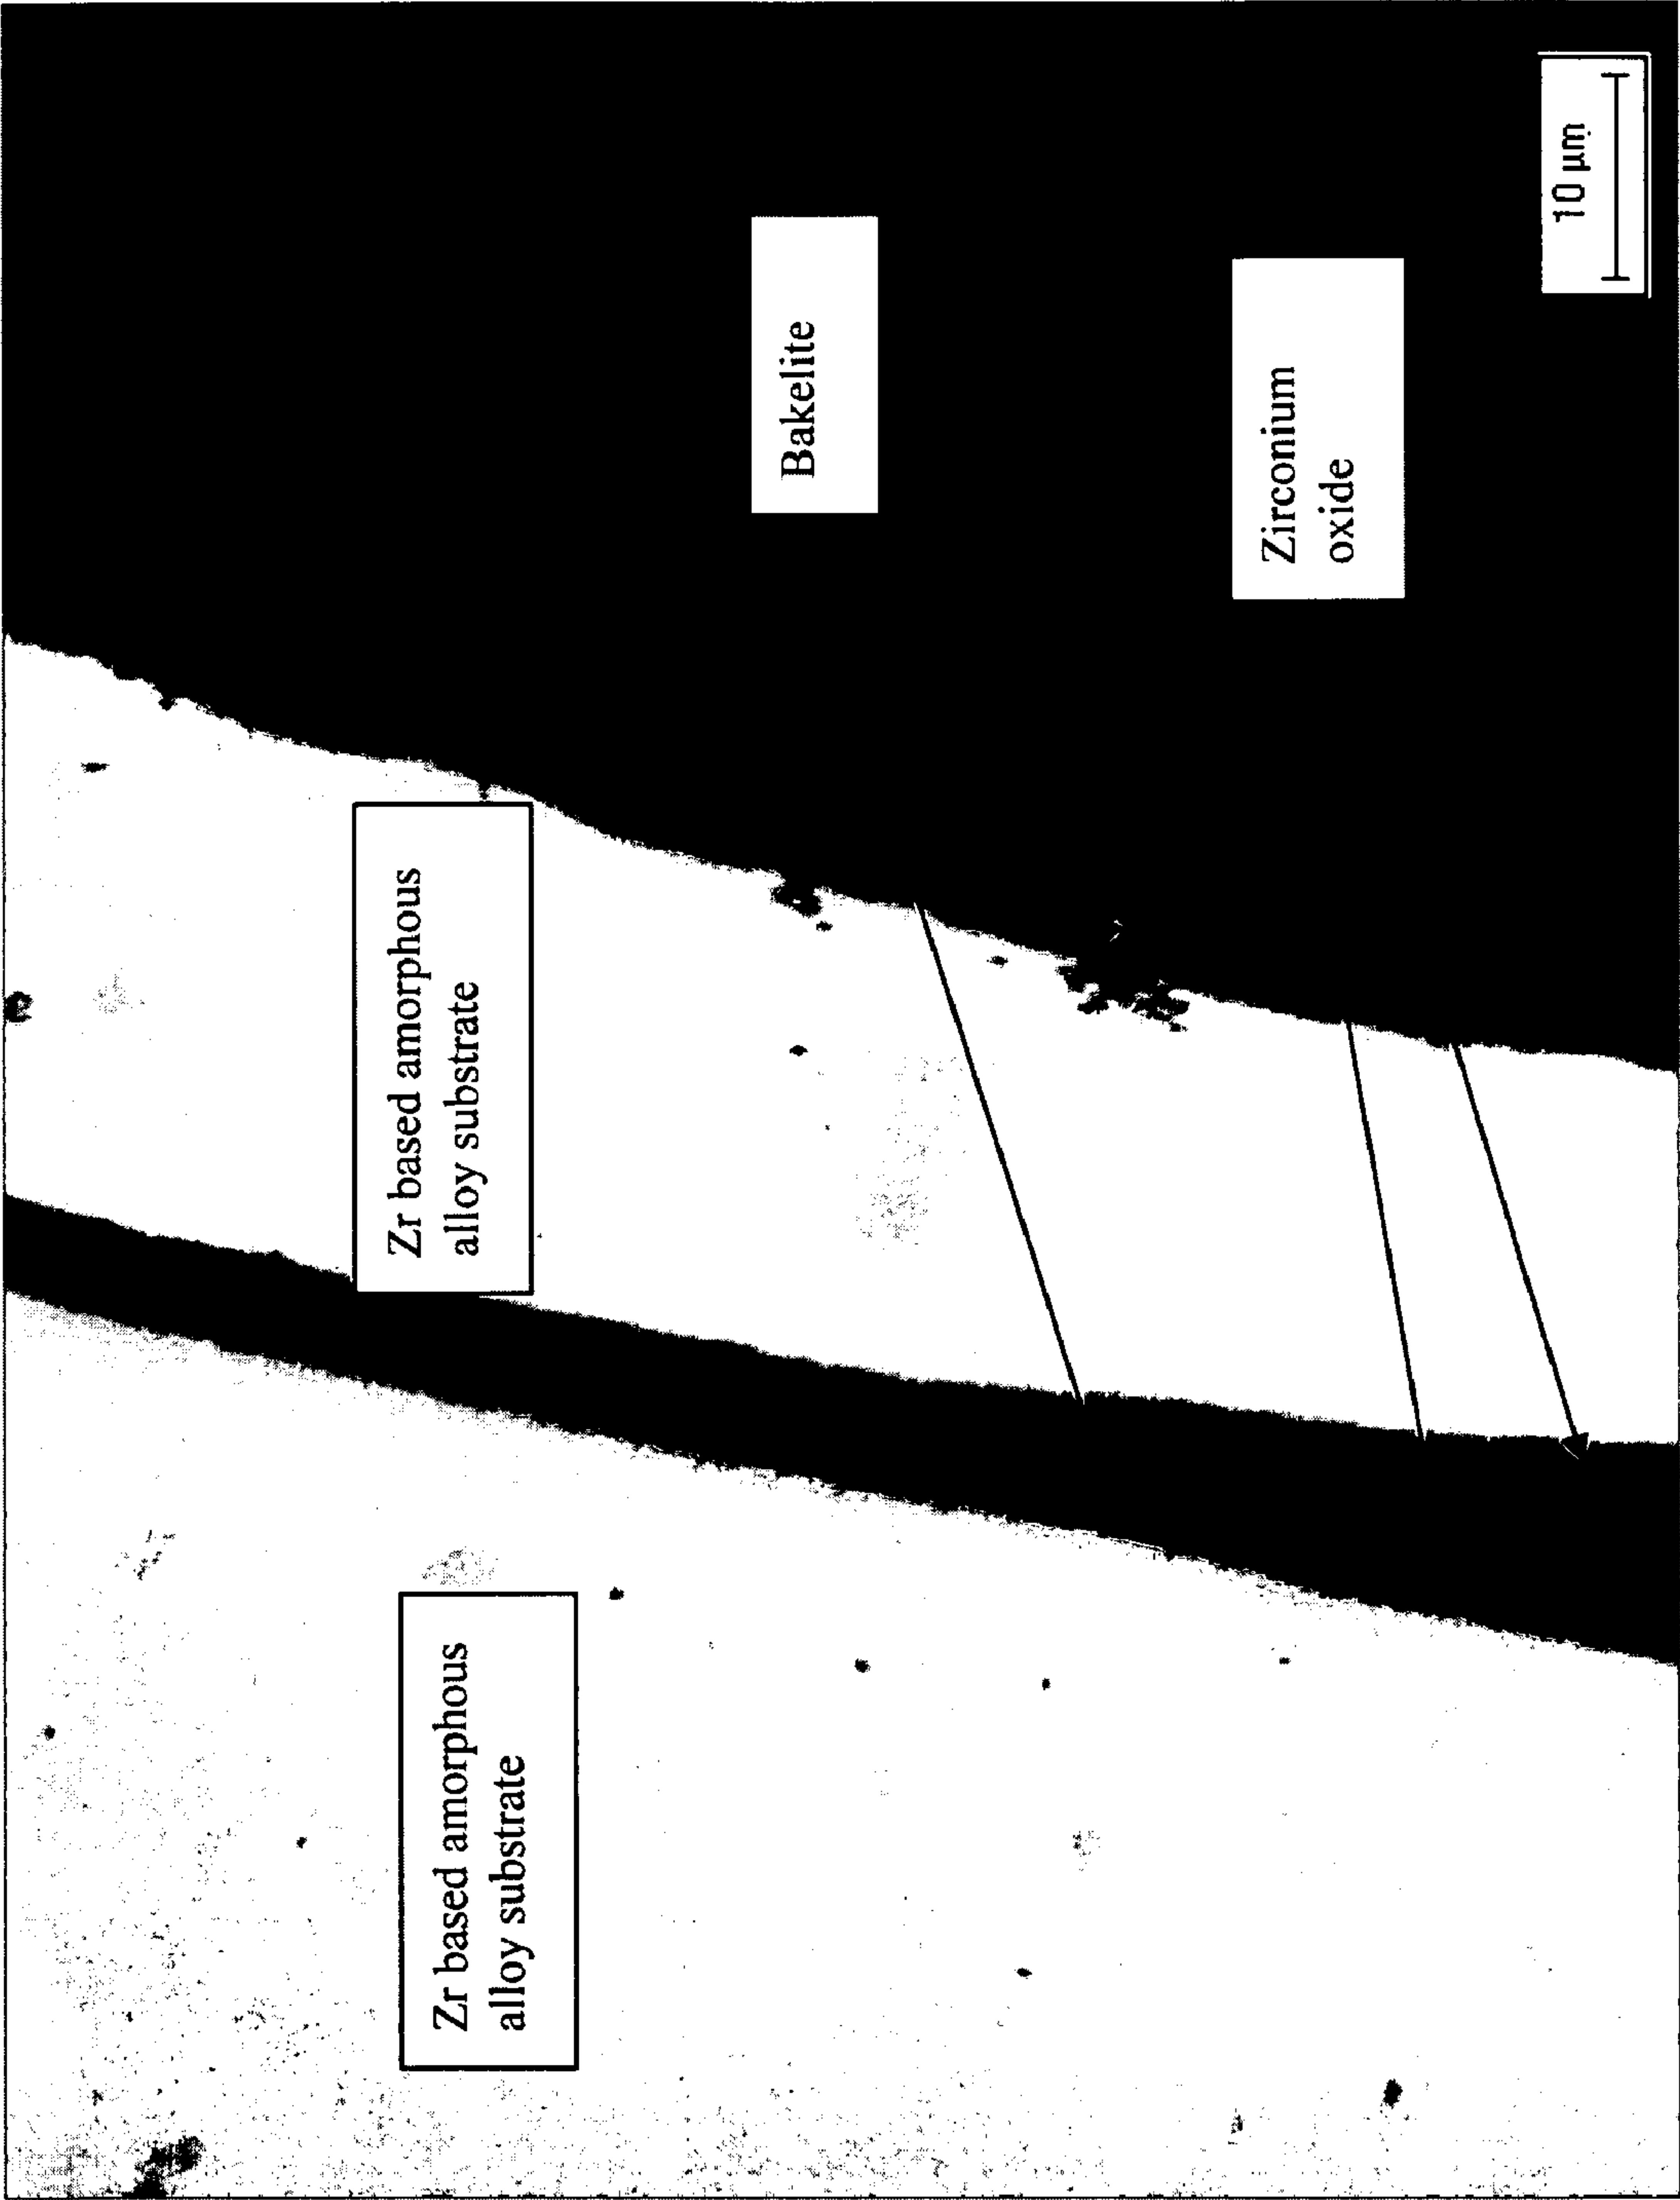 Zr based amorphous
alloy substrate
Zr based amorphous
alloy substrate
Bakelite
Zirconium
oxide
10 µm